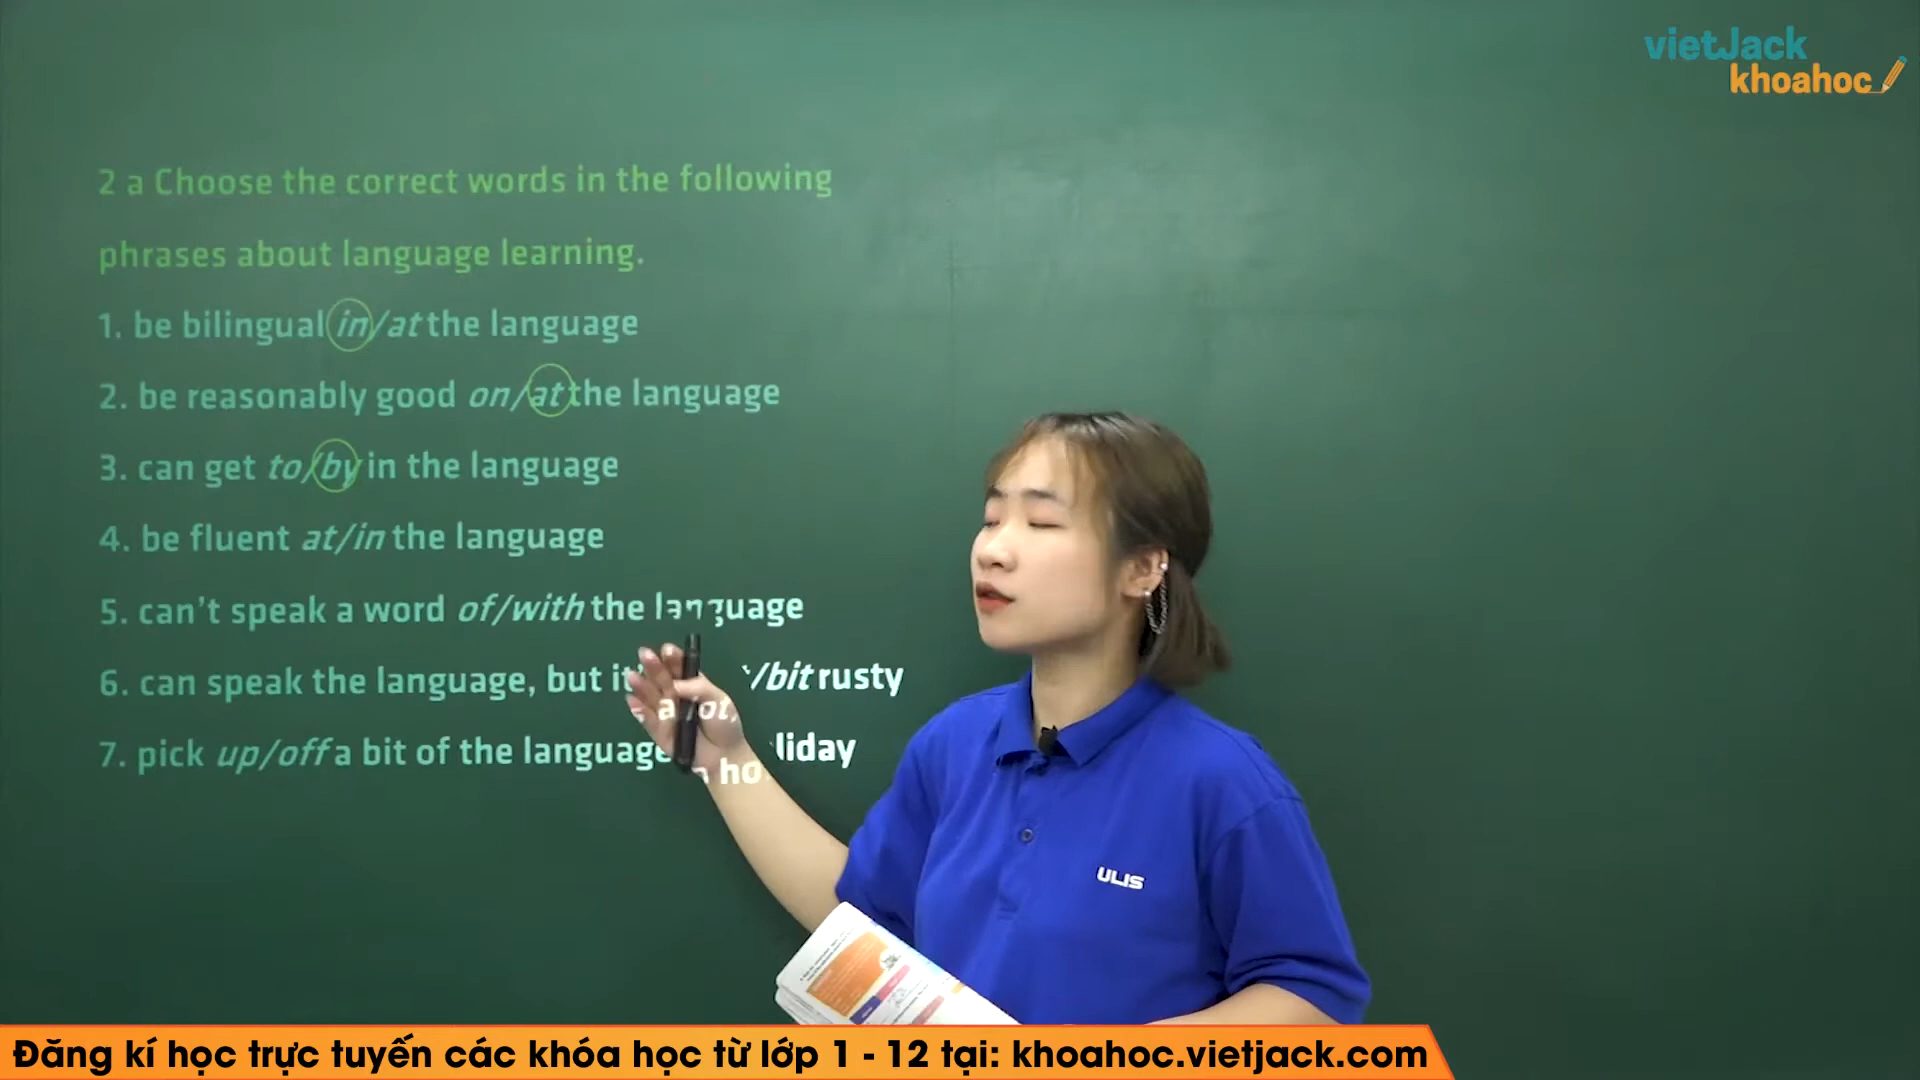 vietJack
khoahoc
2 a Choose the correct words in the following
phrases about language learning.
1. be bilingual in/at the language
2. be reasonably good on/at the language
3. can get to/by in the language
4. be fluent at/in the language
5. can't speak a word of/with the language
6. can speak the language, but it's a lot/bit rusty
7. pick up/off a bit of the language holiday
ULIS
Đăng kí học trực tuyến các khóa học từ lớp 1 - 12 tại: khoahoc.vietjack.com